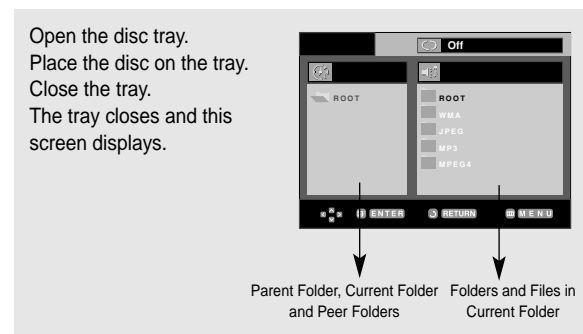 Open the disc tray.
Place the disc on the tray.
Close the tray.
The tray closes and this
screen displays.
Off
ROOT
ROOT
WMA
JPEG
MP3
MPEG4
ENTER RETURN MENU
Parent Folder, Current Folder
and Peer Folders
Folders and Files in
Current Folder